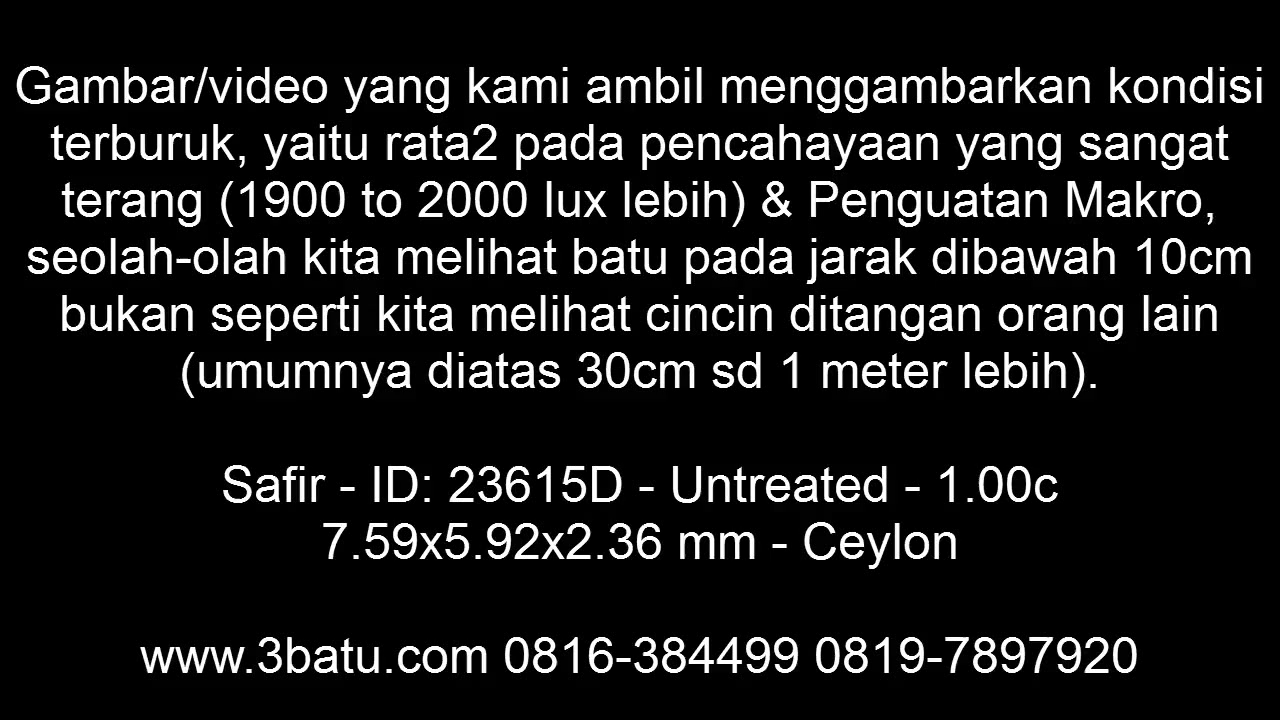 Gambar/video yang kami ambil menggambarkan kondisi
terburuk, yaitu rata2 pada pencahayaan yang sangat
terang (1900 to 2000 lux lebih) & Penguatan Makro,
seolah-olah kita melihat batu pada jarak dibawah 10cm
bukan seperti kita melihat cincin ditangan orang lain
(umumnya diatas 30cm sd 1 meter lebih).
Safir - ID: 23615D - Untreated - 1.00c
7.59x5.92x2.36 mm - Ceylon
www.3batu.com 0816-384499 0819-7897920